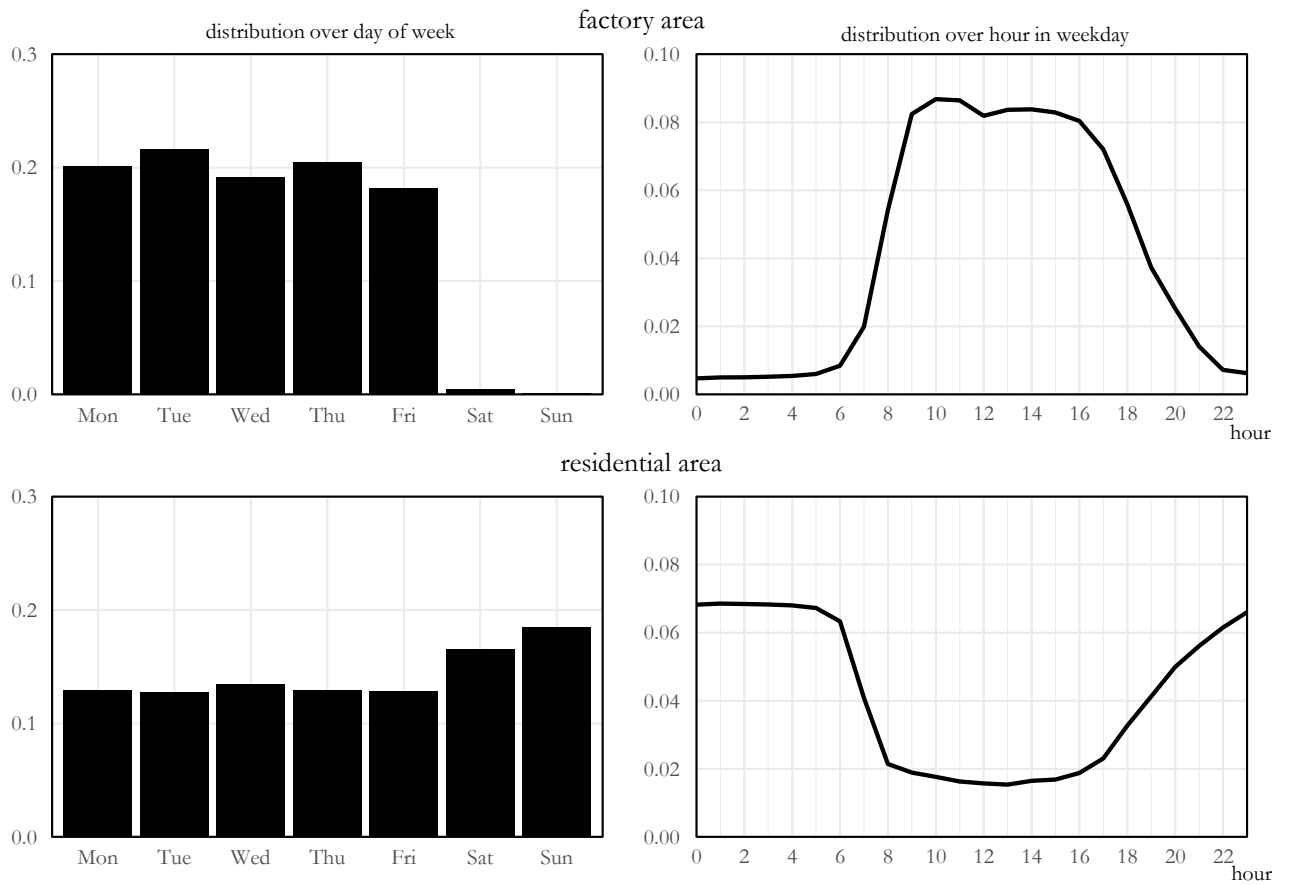 factory area
distribution over day of week
distribution over hour in weekday
0.3
0.2
0.1
0.0
Mon Tue Wed Thu Fri Sat Sun
0.10
0.08
0.06
0.04
0.02
0.00
0 2 4 6 8 10 12 14 16 18 20 22
hour
residential area
0.3
0.2
0.1
0.0
Mon Tue Wed Thu Fri Sat Sun
0.10
0.08
0.06
0.04
0.02
0.00
0 2 4 6 8 10 12 14 16 18 20 22
hour